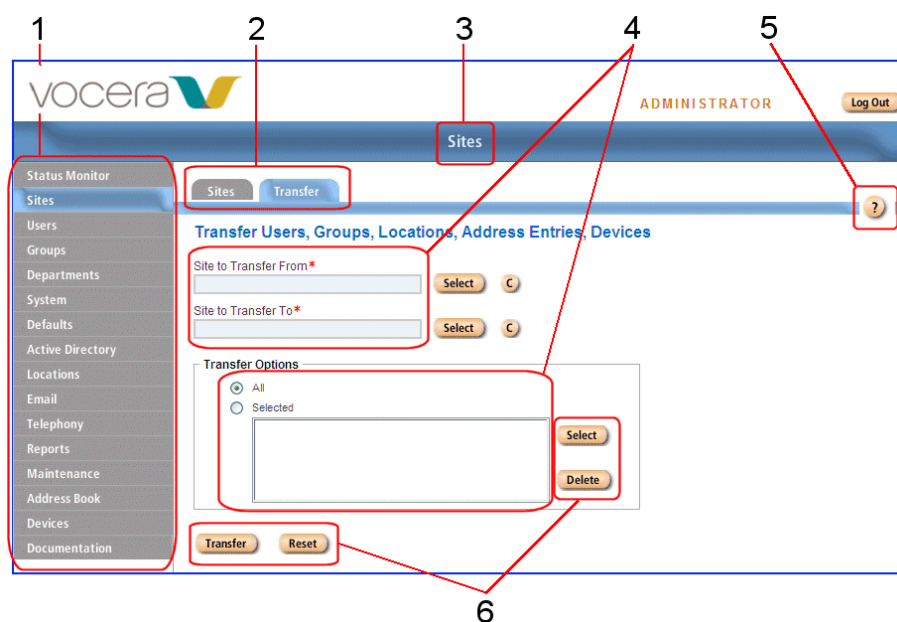 1 2 3 4 5
vocera
ADMINISTRATOR
Log Out
Sites
Status Monitor
Sites
Users
Groups
Departments
System
Defaults
Active Directory
Locations
Email
Telephony
Reports
Maintenance
Address Book
Devices
Documentation
Sites Transfer
?
Transfer Users, Groups, Locations, Address Entries, Devices
Site to Transfer From*
Select C
Site to Transfer To*
Select C
Transfer Options
All
Selected
Select
Delete
Transfer Reset
6